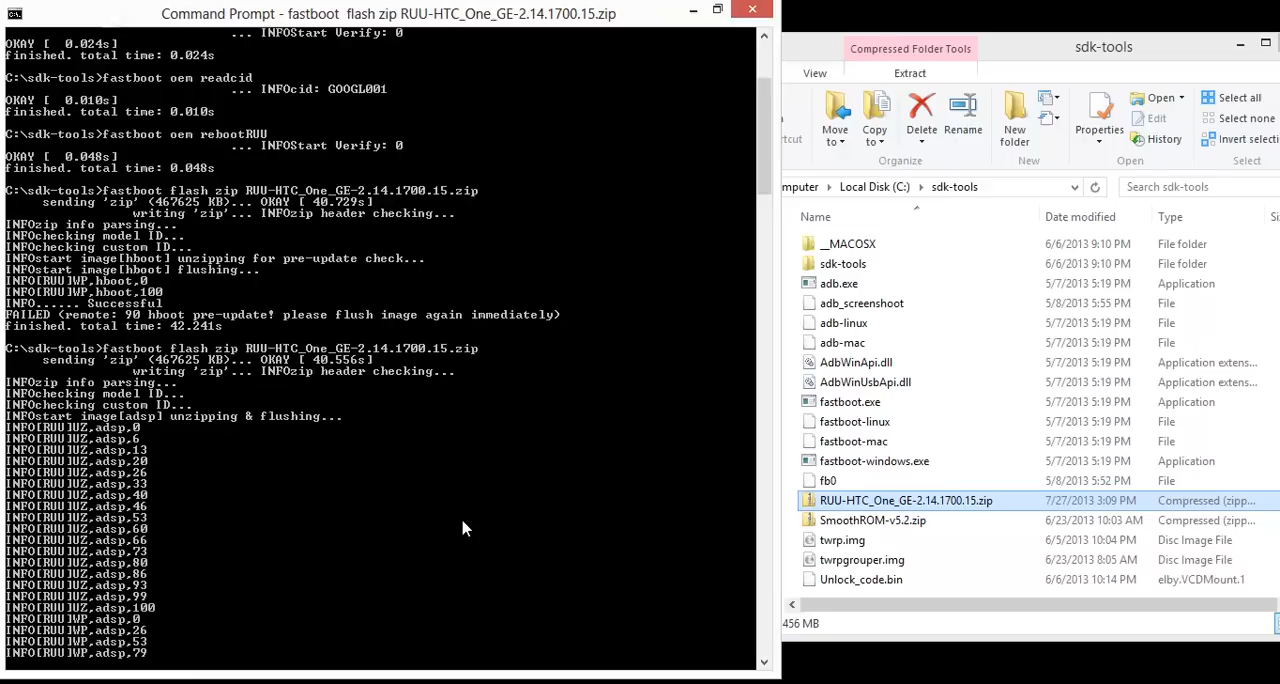 Command Prompt - fastboot flash zip RUU-HTC_One_GE-2.14.1700.15.zip
... INFOStart Verify: 0
OKAY [  0.024s]
finished. total time: 0.024s
C:\sdk-tools>fastboot oem readcid
... INFOcid: GOOGL001
OKAY [  0.010s]
finished. total time: 0.010s
C:\sdk-tools>fastboot oem rebootRUU
... INFOStart Verify: 0
OKAY [  0.048s]
finished. total time: 0.048s
C:\sdk-tools>fastboot flash zip RUU-HTC_One_GE-2.14.1700.15.zip
sending 'zip' (467625 KB)... OKAY [ 40.729s]
writing 'zip'... INFOzip header checking...
INFOzip info parsing...
INFOchecking model ID...
INFOchecking custom ID...
INFOstart image[hboot] unzipping for pre-update check...
INFOstart image[hboot] flushing...
INFO[RUU]WP,hboot,0
INFO[RUU]WP,hboot,100
INFO...... Successful
FAILED (remote: 90 hboot pre-update! please flush image again immediately)
finished. total time: 42.241s
C:\sdk-tools>fastboot flash zip RUU-HTC_One_GE-2.14.1700.15.zip
sending 'zip' (467625 KB)... OKAY [ 40.556s]
writing 'zip'... INFOzip header checking...
INFOzip info parsing...
INFOchecking model ID...
INFOchecking custom ID...
INFOstart image[adsp] unzipping & flushing...
INFO[RUU]UZ,adsp,0
INFO[RUU]UZ,adsp,6
INFO[RUU]UZ,adsp,13
INFO[RUU]UZ,adsp,20
INFO[RUU]UZ,adsp,26
INFO[RUU]UZ,adsp,33
INFO[RUU]UZ,adsp,40
INFO[RUU]UZ,adsp,46
INFO[RUU]UZ,adsp,53
INFO[RUU]UZ,adsp,60
INFO[RUU]UZ,adsp,66
INFO[RUU]UZ,adsp,73
INFO[RUU]UZ,adsp,80
INFO[RUU]UZ,adsp,86
INFO[RUU]UZ,adsp,93
INFO[RUU]UZ,adsp,99
INFO[RUU]UZ,adsp,100
INFO[RUU]WP,adsp,0
INFO[RUU]WP,adsp,26
INFO[RUU]WP,adsp,53
INFO[RUU]WP,adsp,79
Compressed Folder Tools sdk-tools
View Extract
rtcut Move to Copy to Delete Rename New folder Properties Open Edit History Select all Select none Invert selecti
Organize New Open Select
mputer Local Disk (C:) sdk-tools Search sdk-tools
Name Date modified Type Si
__MACOSX 6/6/2013 9:10 PM File folder
sdk-tools 6/6/2013 9:10 PM File folder
adb.exe 5/7/2013 5:19 PM Application
adb_screenshot 5/8/2013 5:55 PM File
adb-linux 5/7/2013 5:19 PM File
adb-mac 5/7/2013 5:19 PM File
AdbWinApi.dll 5/7/2013 5:19 PM Application extens...
AdbWinUsbApi.dll 5/7/2013 5:19 PM Application extens...
fastboot.exe 5/7/2013 5:19 PM Application
fastboot-linux 5/7/2013 5:19 PM File
fastboot-mac 5/7/2013 5:19 PM File
fastboot-windows.exe 5/7/2013 5:19 PM Application
fb0 5/8/2013 5:52 PM File
RUU-HTC_One_GE-2.14.1700.15.zip 7/27/2013 3:09 PM Compressed (zipp...
SmoothROM-v5.2.zip 6/23/2013 10:03 AM Compressed (zipp...
twrp.img 6/5/2013 10:04 PM Disc Image File
twrpgrouper.img 6/23/2013 8:05 AM Disc Image File
Unlock_code.bin 6/6/2013 10:14 PM elby.VCDMount.1
456 MB